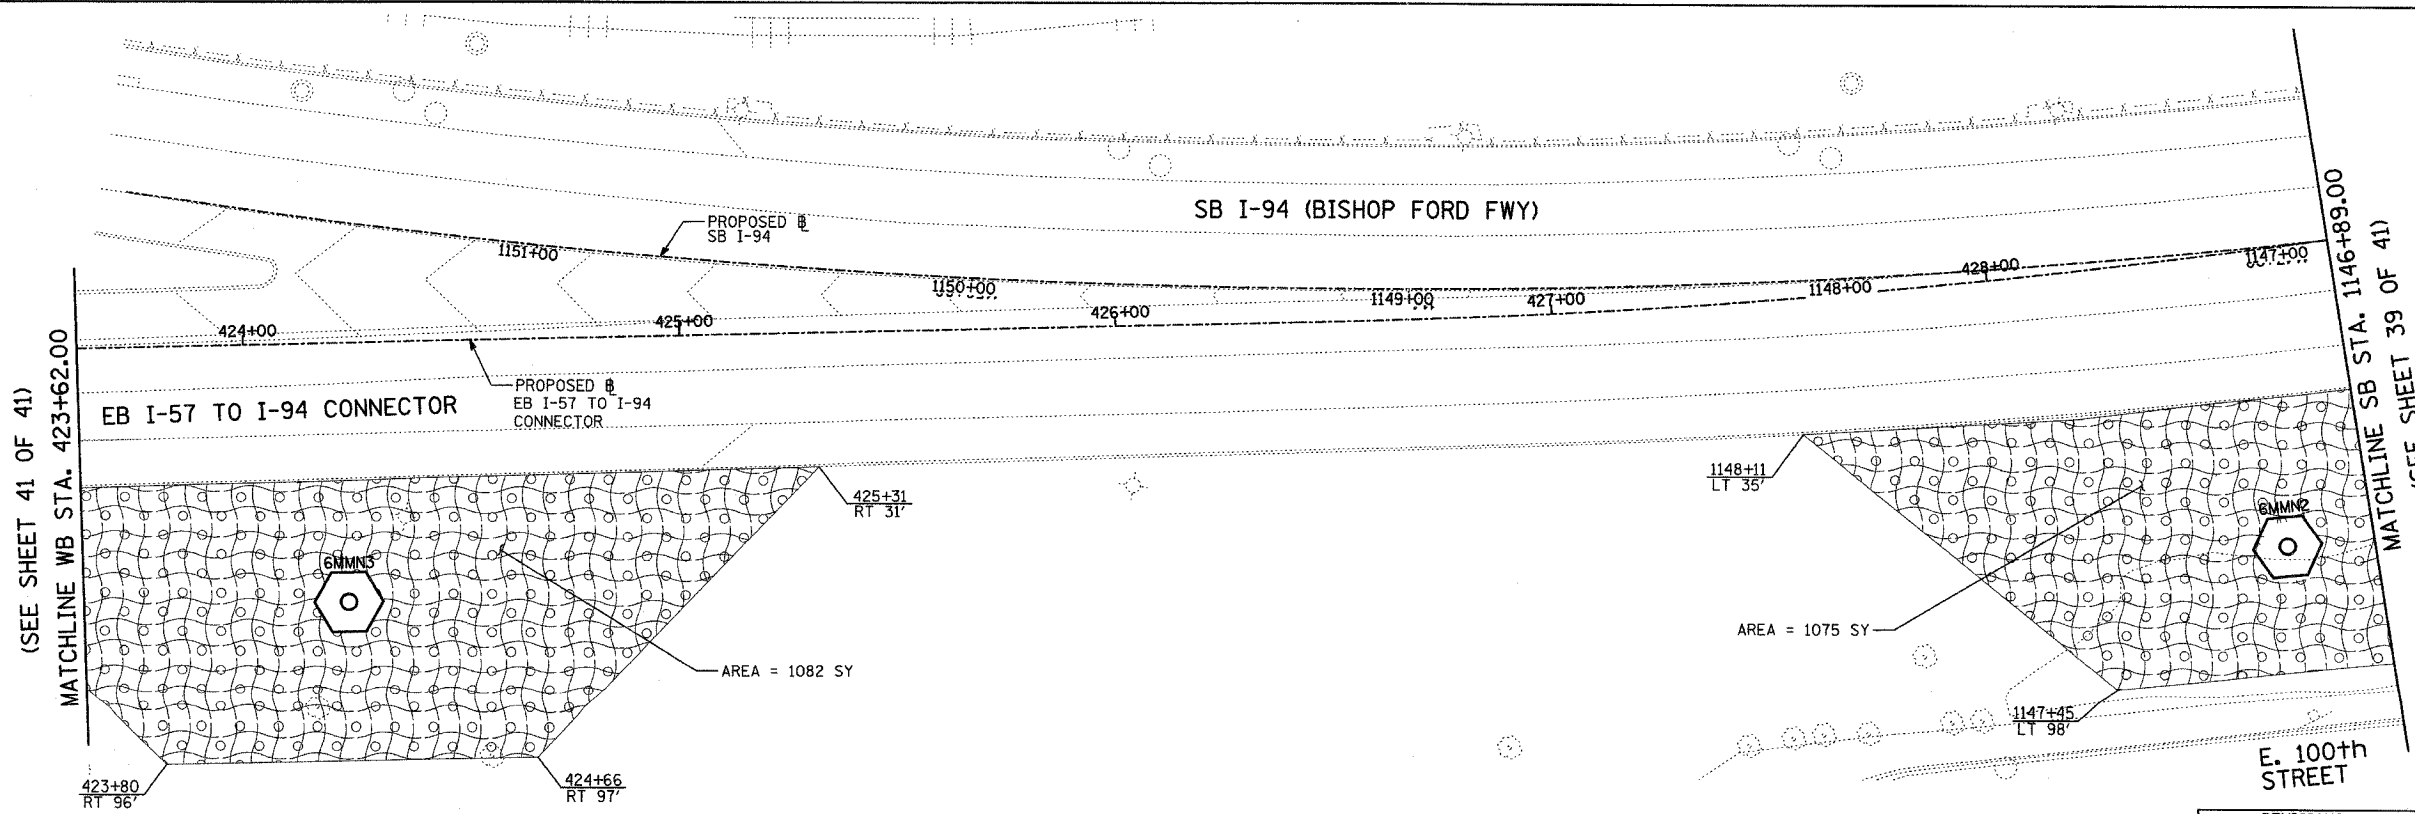 SB I-94 (BISHOP FORD FWY)
PROPOSED B
SB I-94
1151+00
1150+00
1149+00
1148+00
1147+00
424+00
425+00
426+00
427+00
428+00
PROPOSED B
EB I-57 TO I-94
CONNECTOR
EB I-57 TO I-94 CONNECTOR
(SEE SHEET 41 OF 41)
MATCHLINE WB STA. 423+62.00
MATCHLINE SB STA. 1146+89.00
(SEE SHEET 39 OF 41)
425+31
RT 31'
1148+11
LT 35'
6MMN3
6MMN2
AREA = 1082 SY
AREA = 1075 SY
423+80
RT 96'
424+66
RT 97'
1147+45
LT 98'
E. 100th
STREET